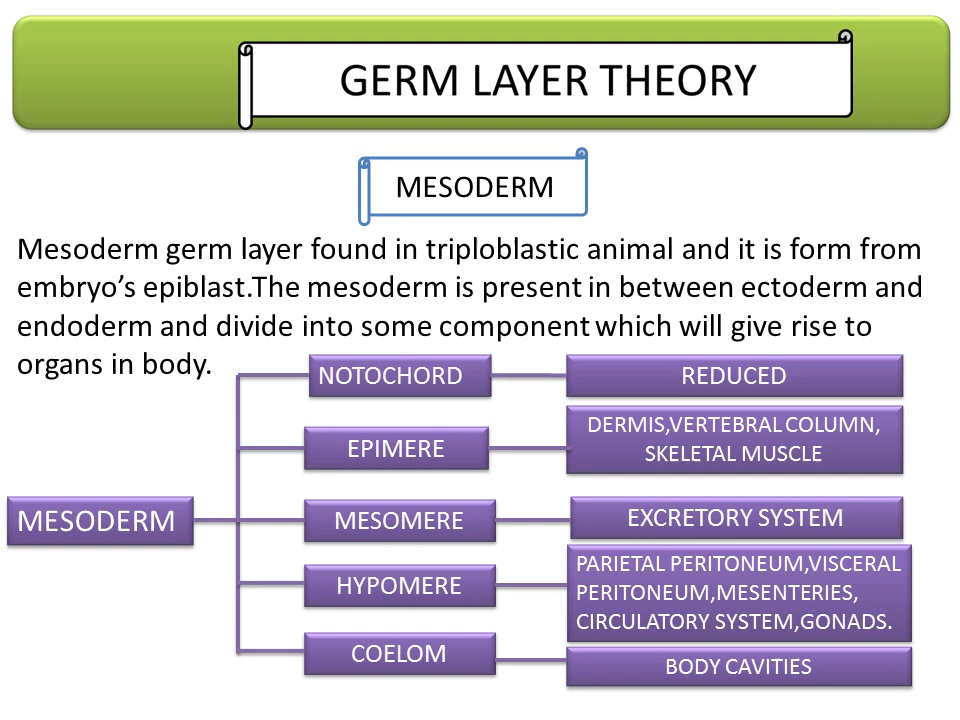 GERM LAYER THEORY
MESODERM
Mesoderm germ layer found in triploblastic animal and it is form from
embryo’s epiblast.The mesoderm is present in between ectoderm and
endoderm and divide into some component which will give rise to
organs in body.
NOTOCHORD
REDUCED
EPIMERE
DERMIS,VERTEBRAL COLUMN,
SKELETAL MUSCLE
MESODERM
MESOMERE
EXCRETORY SYSTEM
HYPOMERE
PARIETAL PERITONEUM,VISCERAL
PERITONEUM,MESENTERIES,
CIRCULATORY SYSTEM,GONADS.
COELOM
BODY CAVITIES